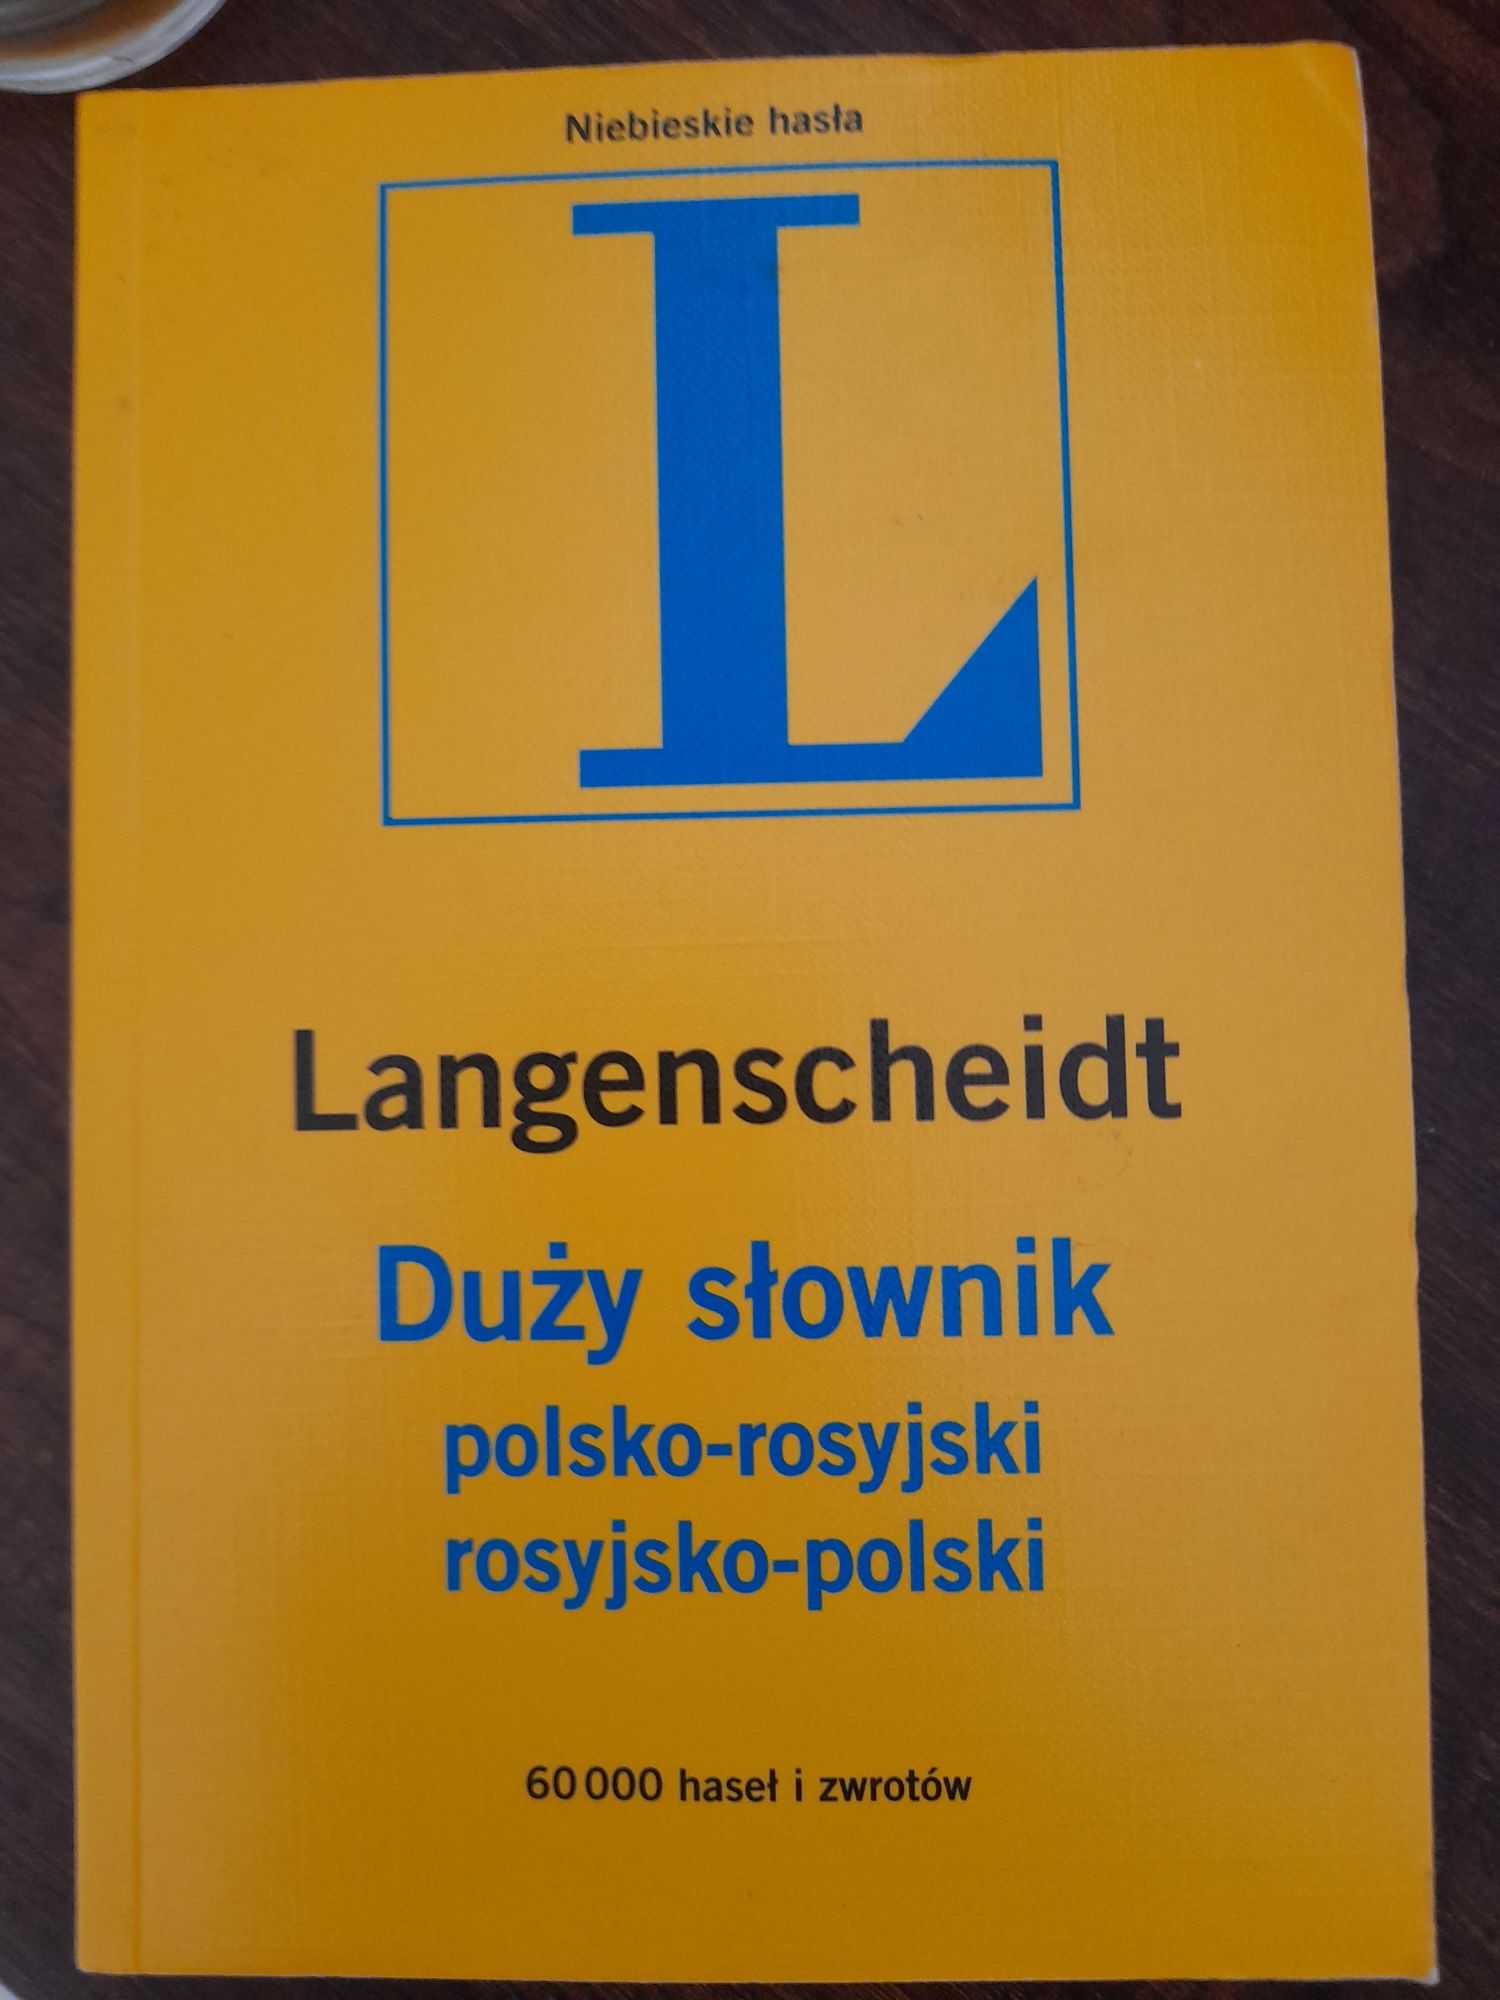 Niebieskie hasła
L
Langenscheidt
Duży słownik
polsko-rosyjski
rosyjsko-polski
60 000 haseł i zwrotów